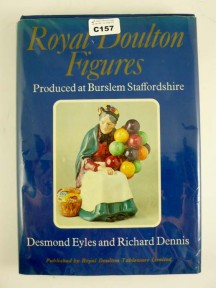 C157
Royal Doulton
Figures
Produced at Burslem Staffordshire
Desmond Eyles and Richard Dennis
Published by Royal Doulton Tableware Limited